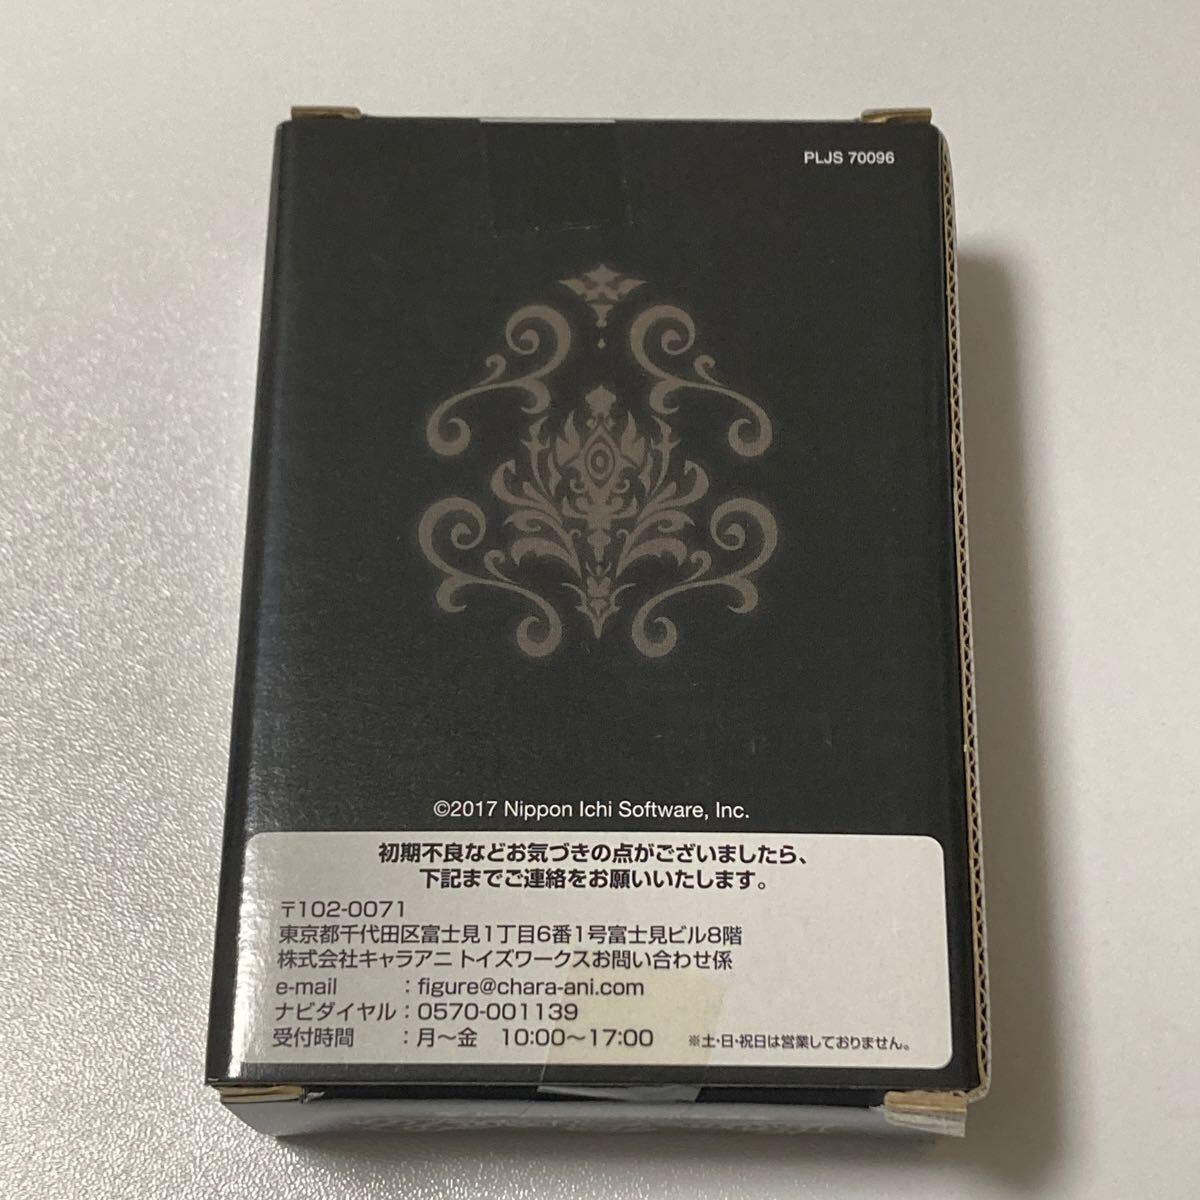 PLJS 70096
©2017 Nippon Ichi Software, Inc.
初期不良などお気づきの点がございましたら、
下記までご連絡をお願いいたします。
〒102-0071
東京都千代田区富士見1丁目6番1号富士見ビル8階
株式会社キャラアニ トイズワークスお問い合わせ係
e-mail :figure@chara-ani.com
ナビダイヤル:0570-001139
受付時間 :月～金 10:00～17:00 ※土・日・祝日は営業しておりません。